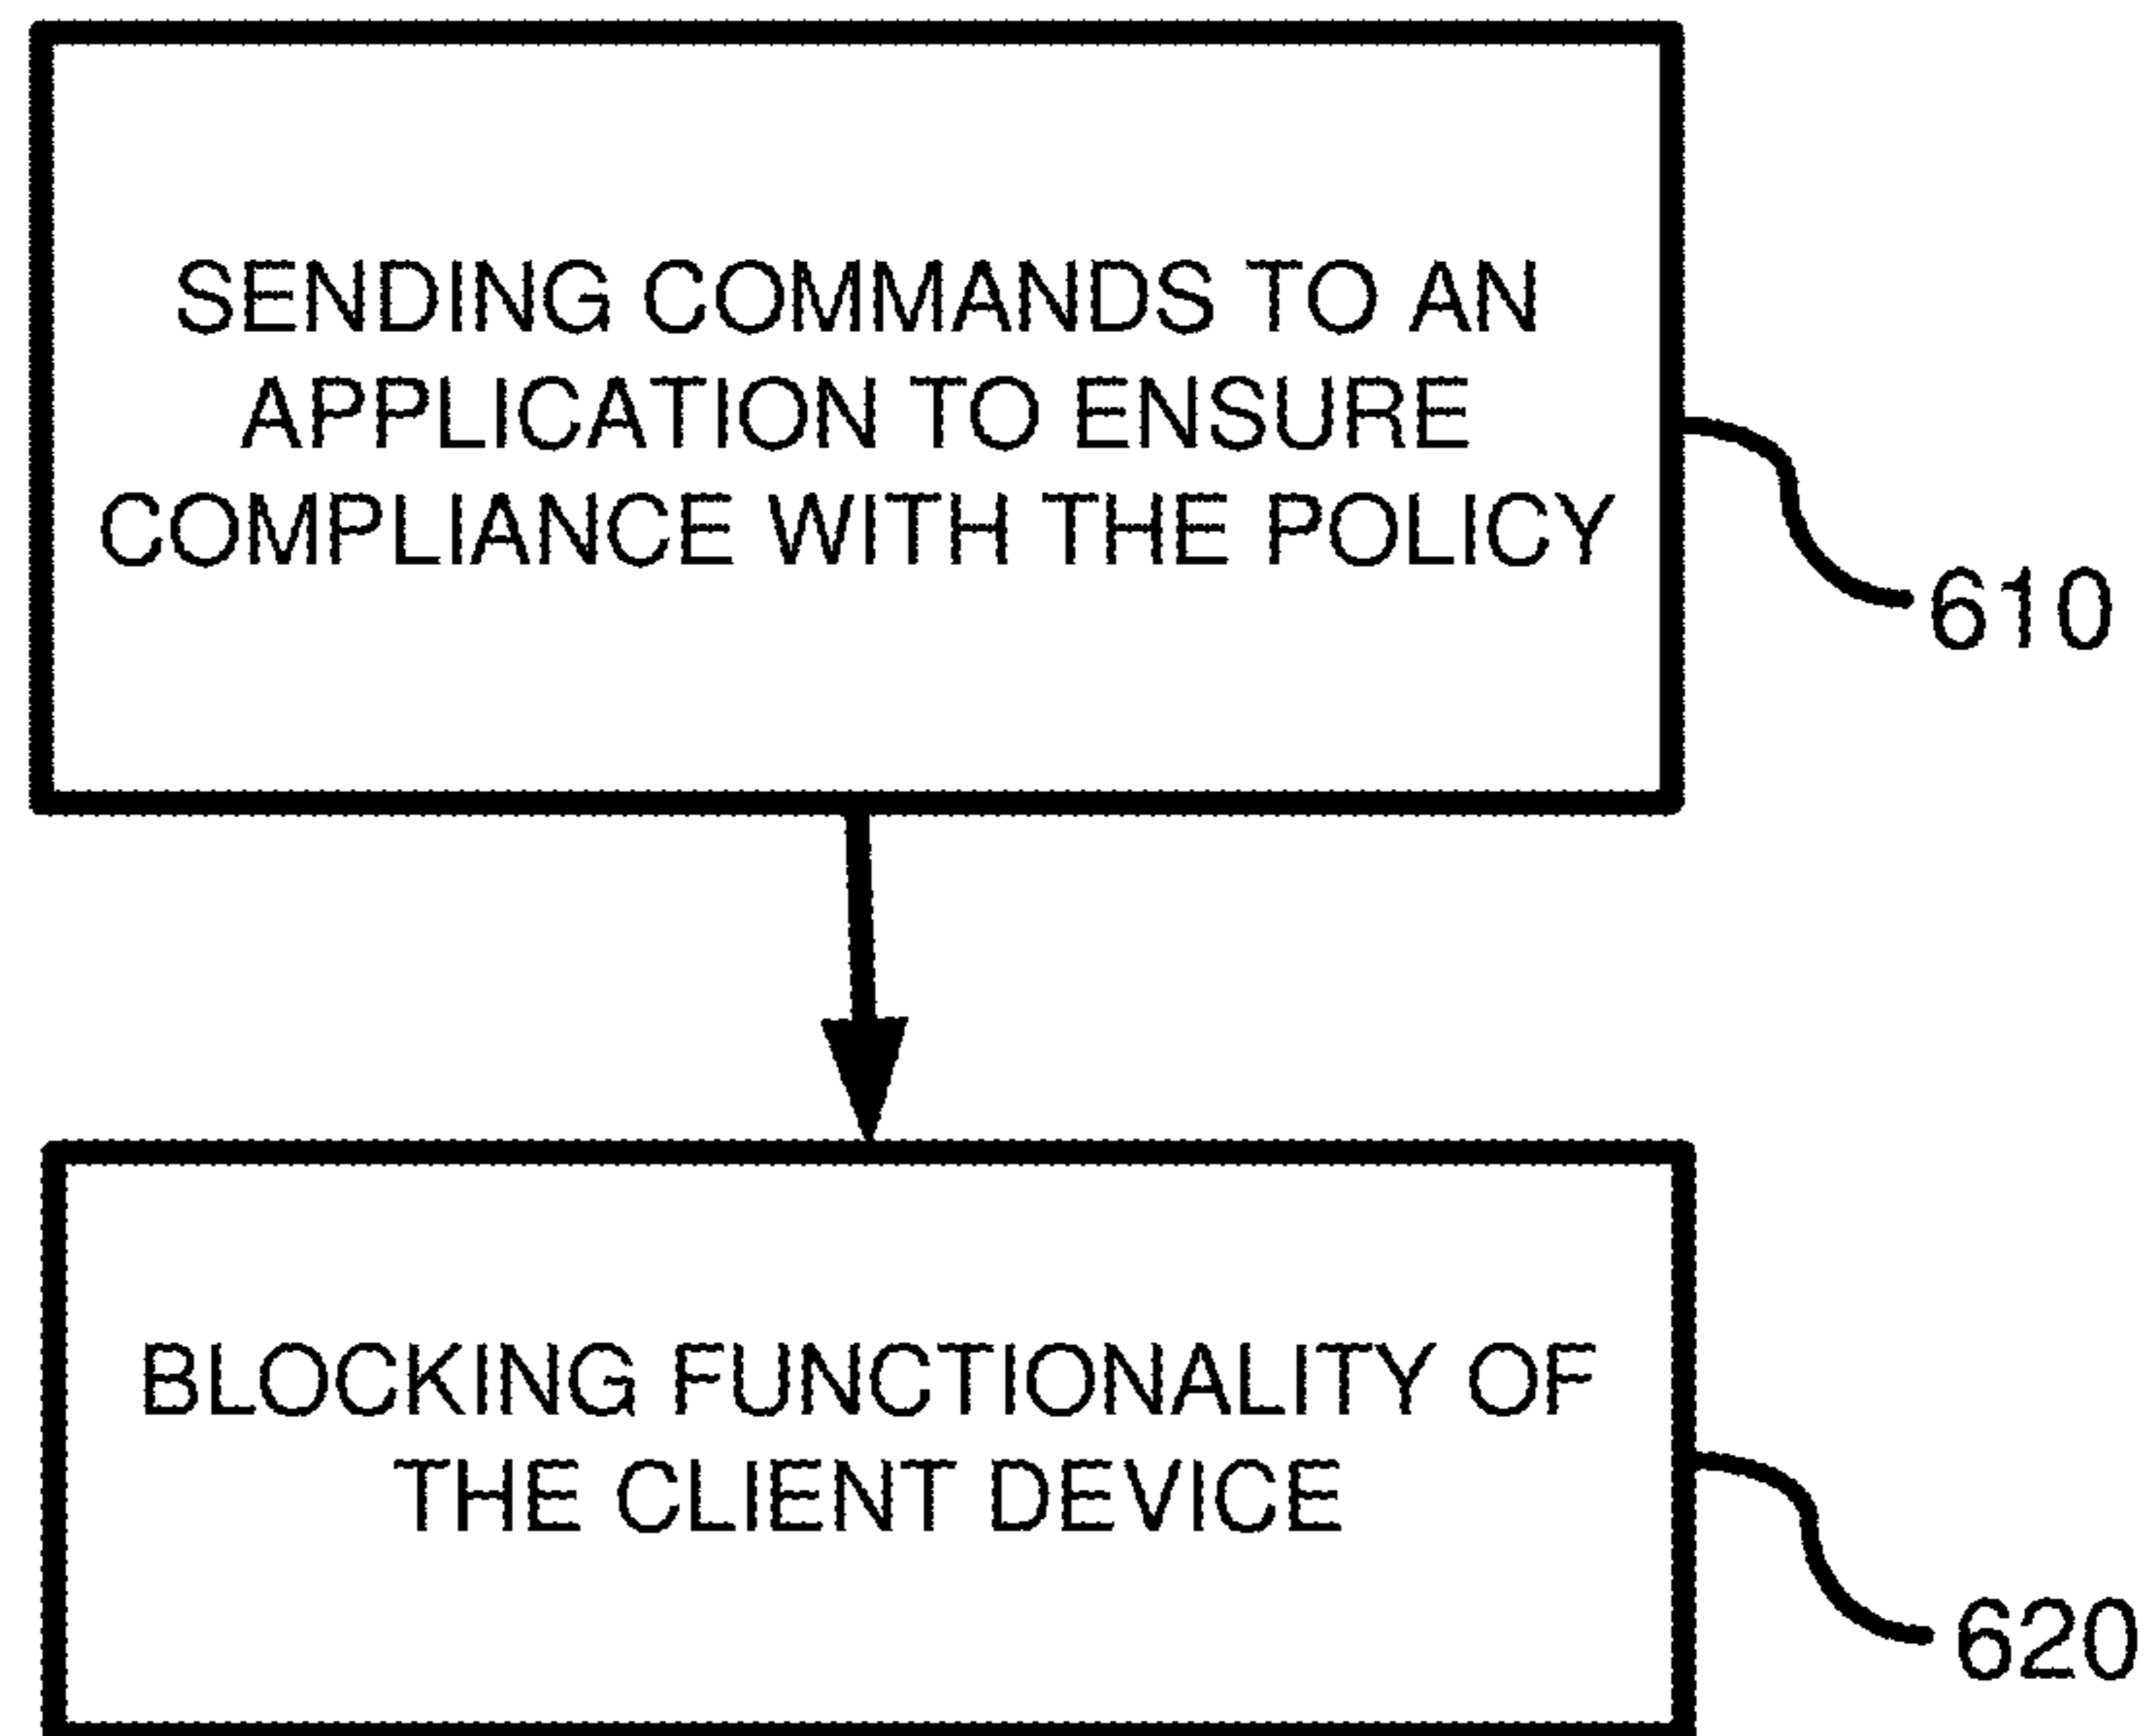 SENDING COMMANDS TO AN
APPLICATION TO ENSURE
COMPLIANCE WITH THE POLICY
610
BLOCKING FUNCTIONALITY OF
THE CLIENT DEVICE
620